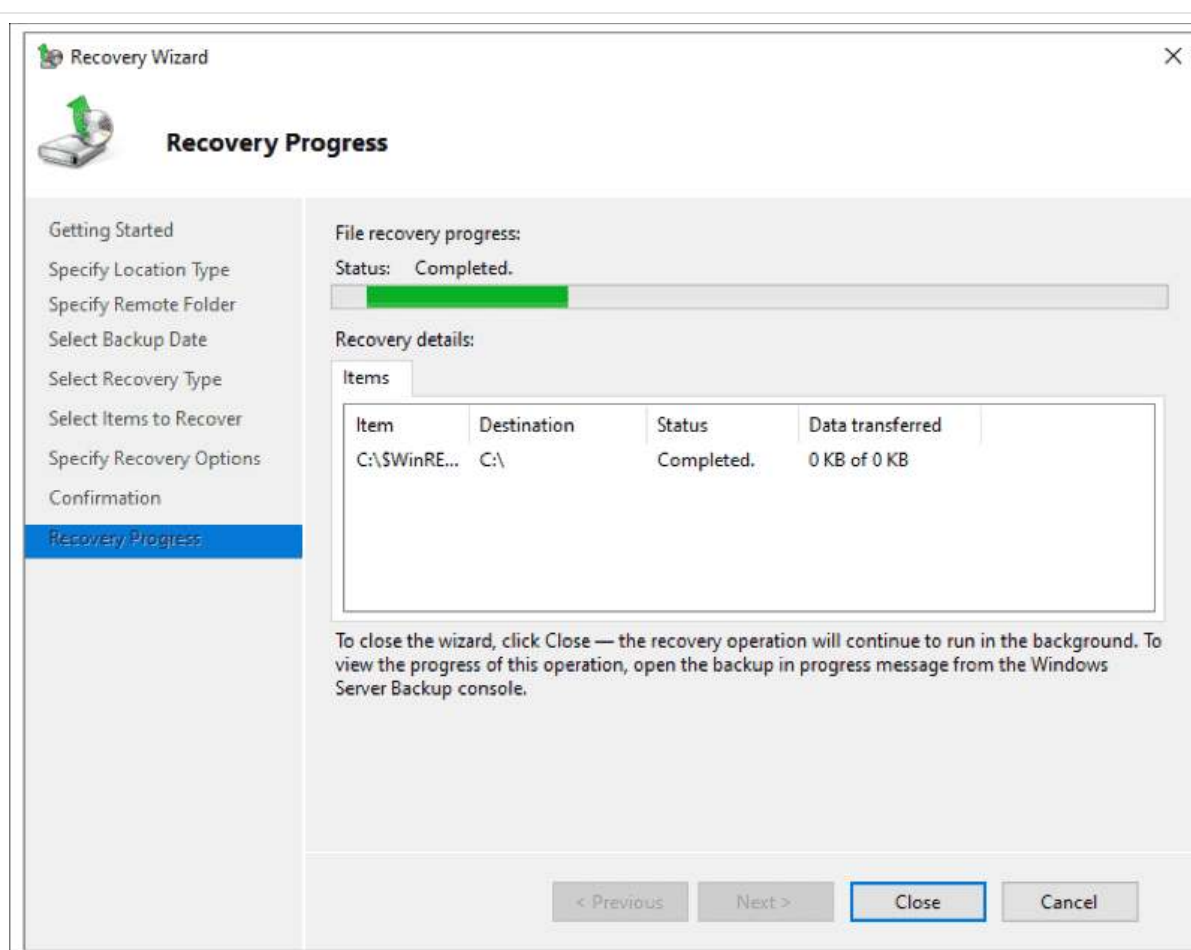 Recovery Wizard
Recovery Progress
Getting Started
Specify Location Type
Specify Remote Folder
Select Backup Date
Select Recovery Type
Select Items to Recover
Specify Recovery Options
Confirmation
Recovery Progress
File recovery progress:
Status: Completed.
Recovery details:
Items
Item Destination Status Data transferred
C:\$WinRE... C:\ Completed. 0 KB of 0 KB
To close the wizard, click Close — the recovery operation will continue to run in the background. To
view the progress of this operation, open the backup in progress message from the Windows
Server Backup console.
< Previous Next > Close Cancel